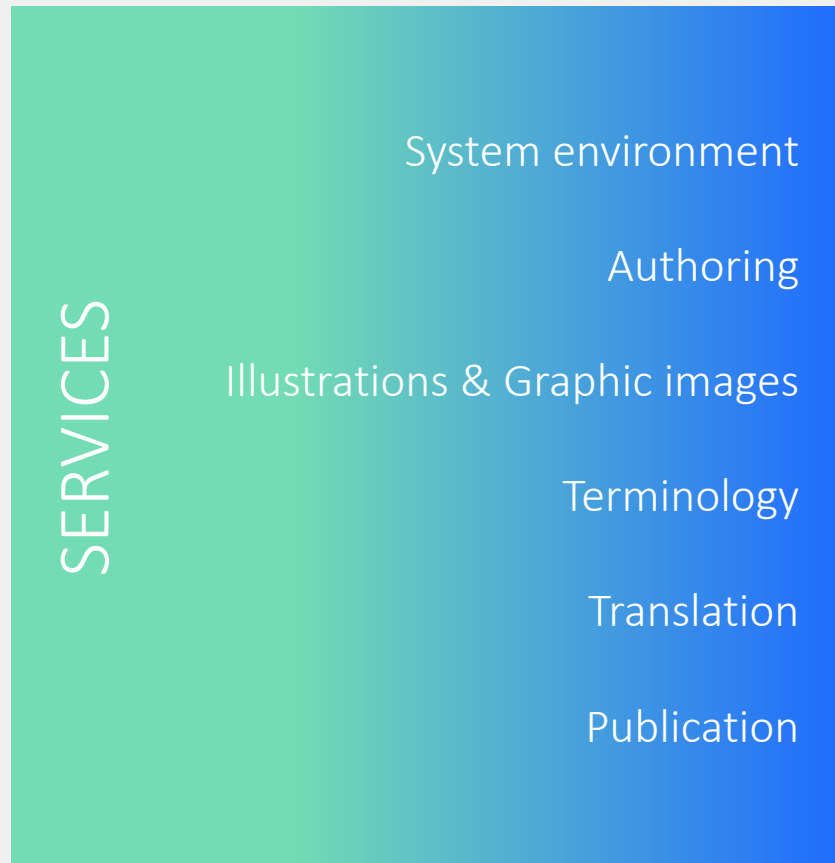 SERVICES
System environment
Authoring
Illustrations & Graphic images
Terminology
Translation
Publication